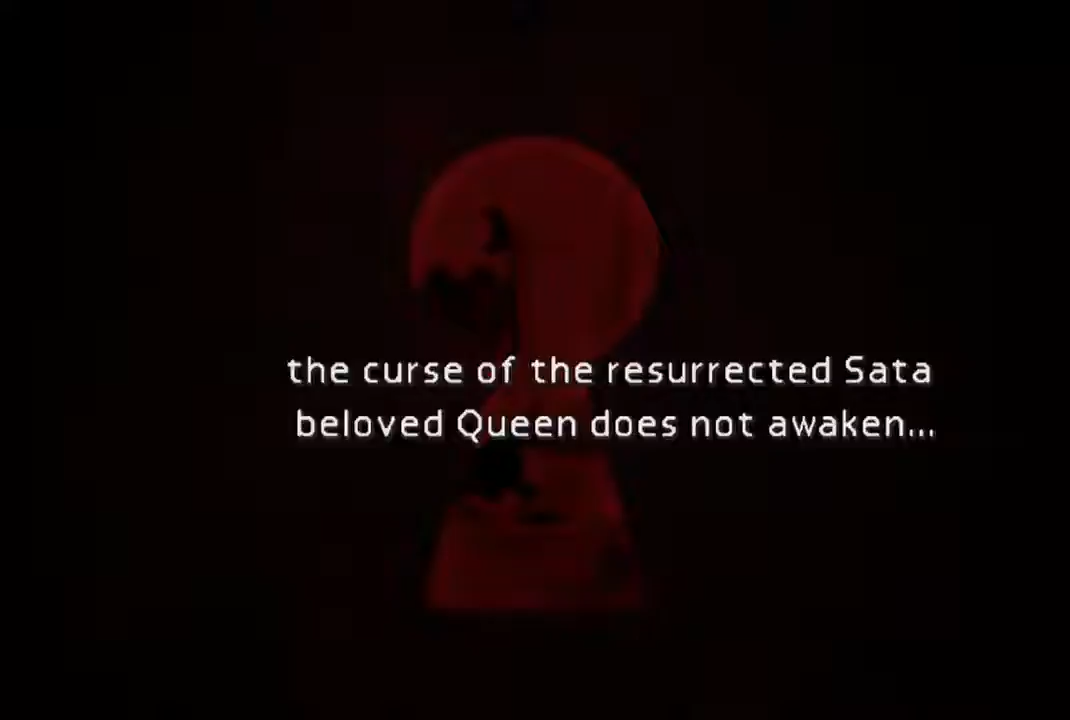 the curse of the resurrected Sata
beloved Queen does not awaken...